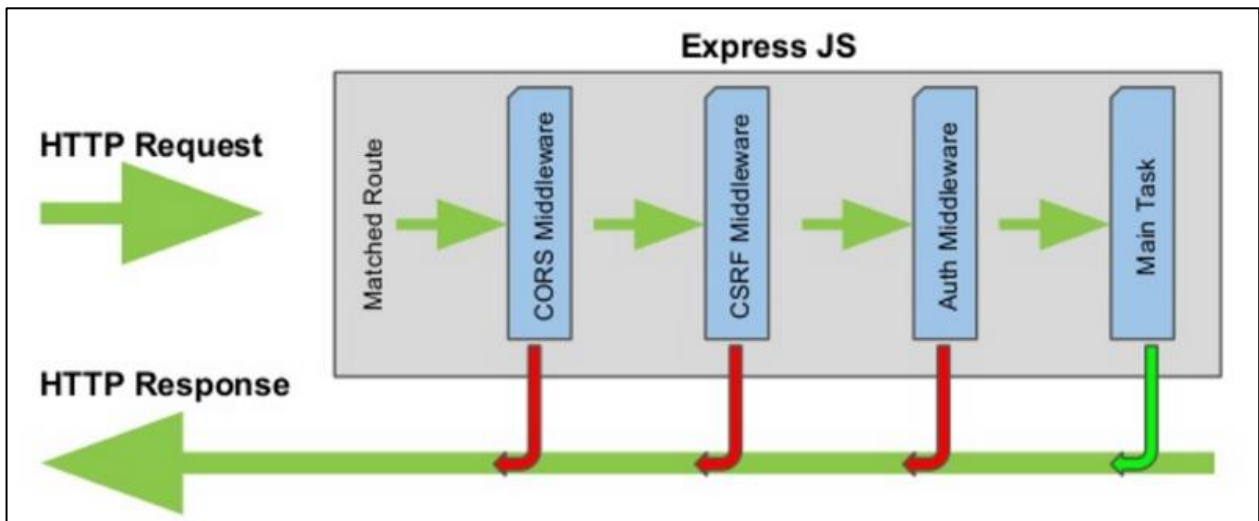 Express JS
HTTP Request
Matched Route
CORS Middleware
CSRF Middleware
Auth Middleware
Main Task
HTTP Response